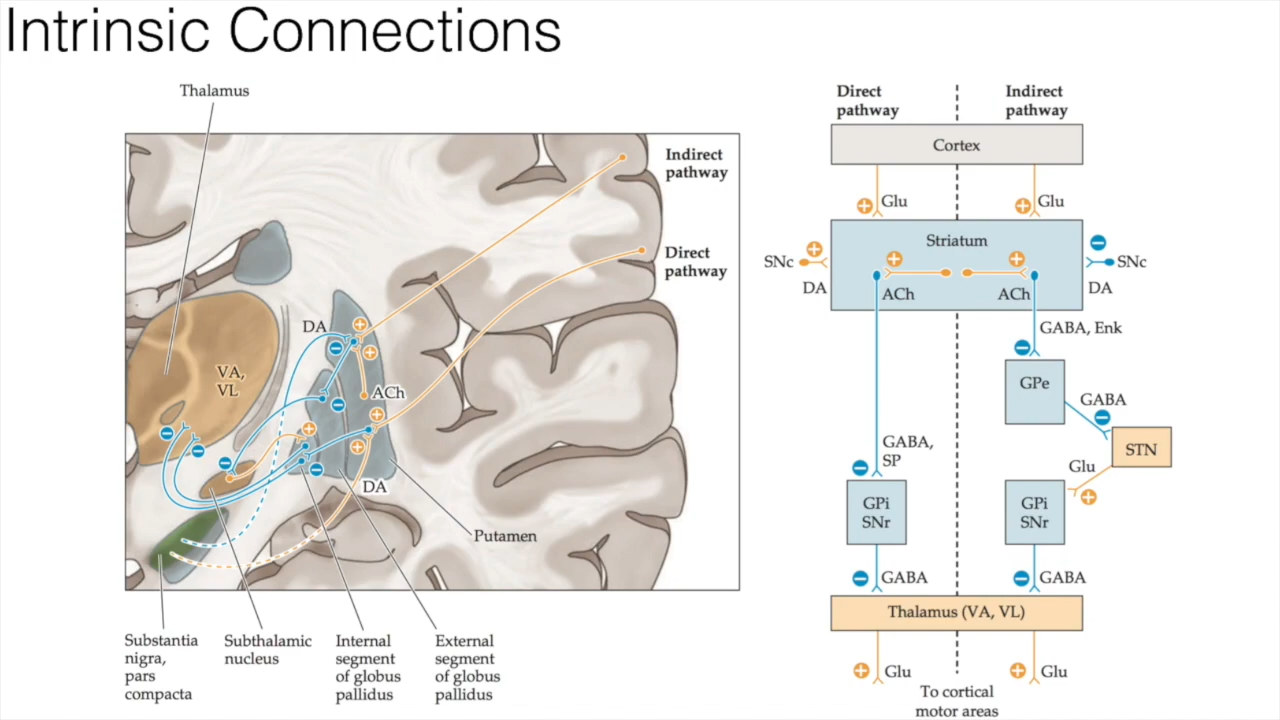 Intrinsic Connections
Thalamus
Indirect
pathway
Direct
pathway
DA
VA,
VL
ACh
DA
Putamen
Substantia
nigra,
pars
compacta
Subthalamic
nucleus
Internal
segment
of globus
pallidus
External
segment
of globus
pallidus
Direct
pathway
Indirect
pathway
Cortex
Glu
Glu
Striatum
SNc
DA
ACh
ACh
SNc
DA
GABA, Enk
GPe
GABA
STN
Glu
GABA,
SP
GPi
SNr
GPi
SNr
GABA
GABA
Thalamus (VA, VL)
Glu
Glu
To cortical
motor areas